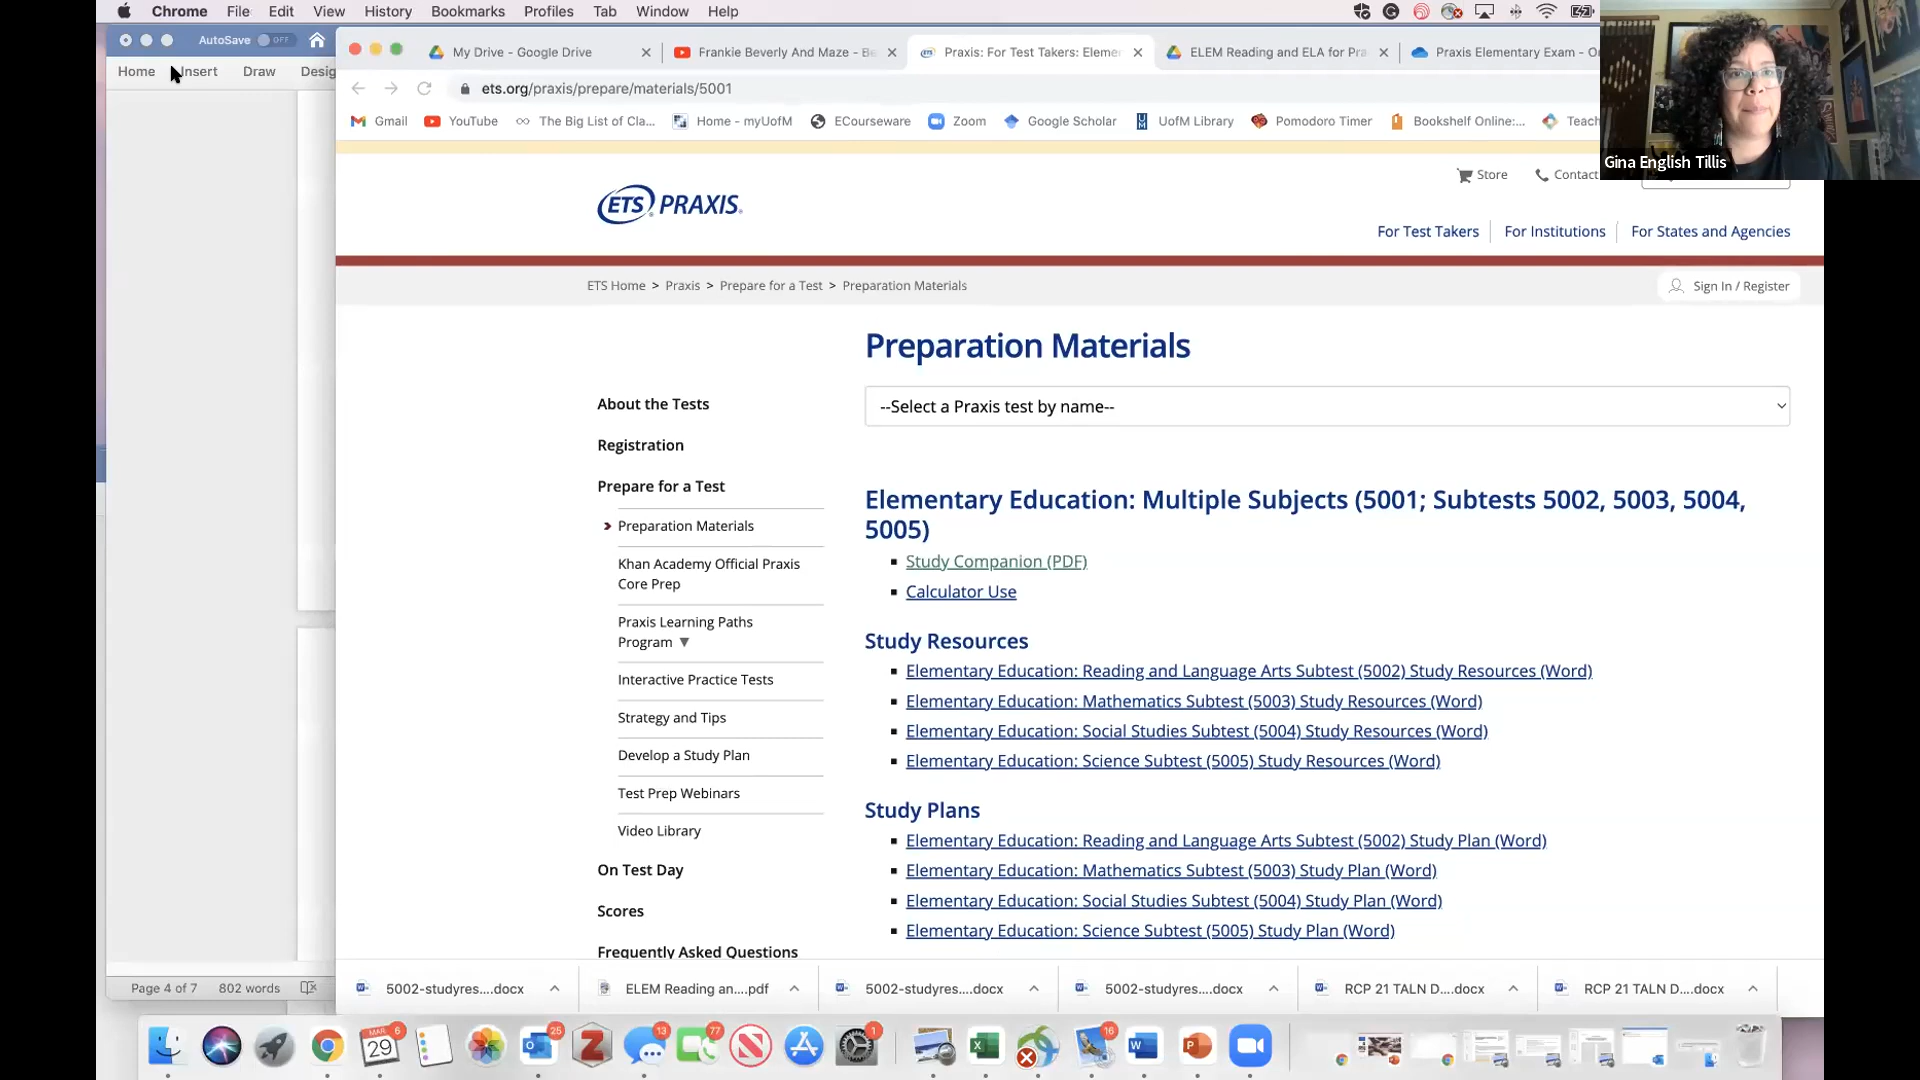 Chrome File Edit View History Bookmarks Profiles Tab Window Help
AutoSave OFF
Home Insert Draw Desig
My Drive - Google Drive
Frankie Beverly And Maze - Be
Praxis: For Test Takers: Eleme
ELEM Reading and ELA for Pra
Praxis Elementary Exam - O
ets.org/praxis/prepare/materials/5001
Gmail YouTube The Big List of Cla... Home - myUofM ECourseware Zoom Google Scholar UofM Library Pomodoro Timer Bookshelf Online:... Teach
Gina English Tillis
Store Contact
ETS PRAXIS
For Test Takers For Institutions For States and Agencies
ETS Home > Praxis > Prepare for a Test > Preparation Materials
Sign In / Register
About the Tests
Registration
Prepare for a Test
Preparation Materials
Khan Academy Official Praxis
Core Prep
Praxis Learning Paths
Program ▼
Interactive Practice Tests
Strategy and Tips
Develop a Study Plan
Test Prep Webinars
Video Library
On Test Day
Scores
Frequently Asked Questions
Preparation Materials
--Select a Praxis test by name--
Elementary Education: Multiple Subjects (5001; Subtests 5002, 5003, 5004,
5005)
Study Companion (PDF)
Calculator Use
Study Resources
Elementary Education: Reading and Language Arts Subtest (5002) Study Resources (Word)
Elementary Education: Mathematics Subtest (5003) Study Resources (Word)
Elementary Education: Social Studies Subtest (5004) Study Resources (Word)
Elementary Education: Science Subtest (5005) Study Resources (Word)
Study Plans
Elementary Education: Reading and Language Arts Subtest (5002) Study Plan (Word)
Elementary Education: Mathematics Subtest (5003) Study Plan (Word)
Elementary Education: Social Studies Subtest (5004) Study Plan (Word)
Elementary Education: Science Subtest (5005) Study Plan (Word)
Page 4 of 7 802 words
5002-studyres....docx
ELEM Reading an....pdf
5002-studyres....docx
5002-studyres....docx
RCP 21 TALN D....docx
RCP 21 TALN D....docx
MAR 29 6 25 13 77 1 16